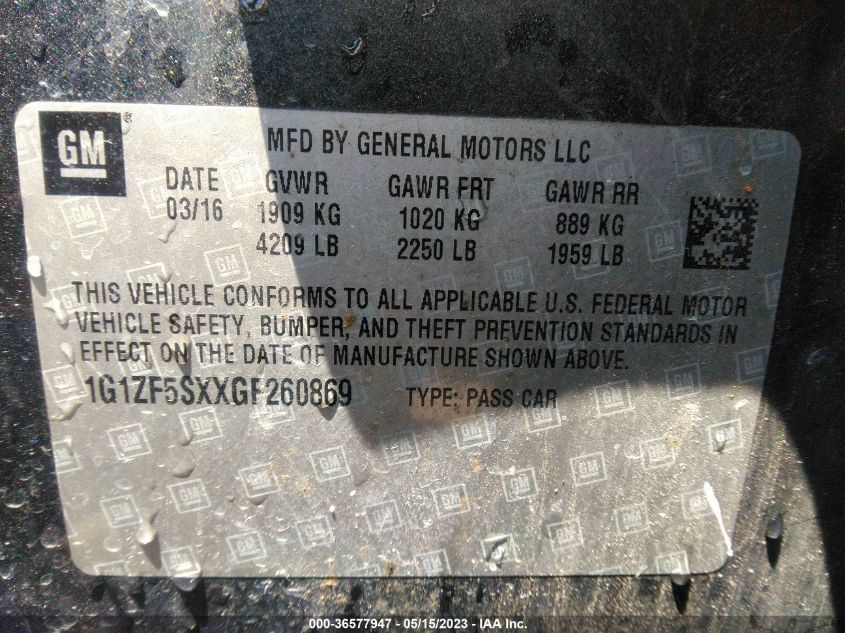 GM
®
MFD BY GENERAL MOTORS LLC
DATE GVWR GAWR FRT GAWR RR
03/16 1909 KG 1020 KG 889 KG
4209 LB 2250 LB 1959 LB
THIS VEHICLE CONFORMS TO ALL APPLICABLE U.S. FEDERAL MOTOR
VEHICLE SAFETY, BUMPER, AND THEFT PREVENTION STANDARDS IN
EFFECT ON THE DATE OF MANUFACTURE SHOWN ABOVE.
1G1ZF5SXXGF260869 TYPE: PASS CAR
000-36577947 - 05/15/2023 - IAA Inc.